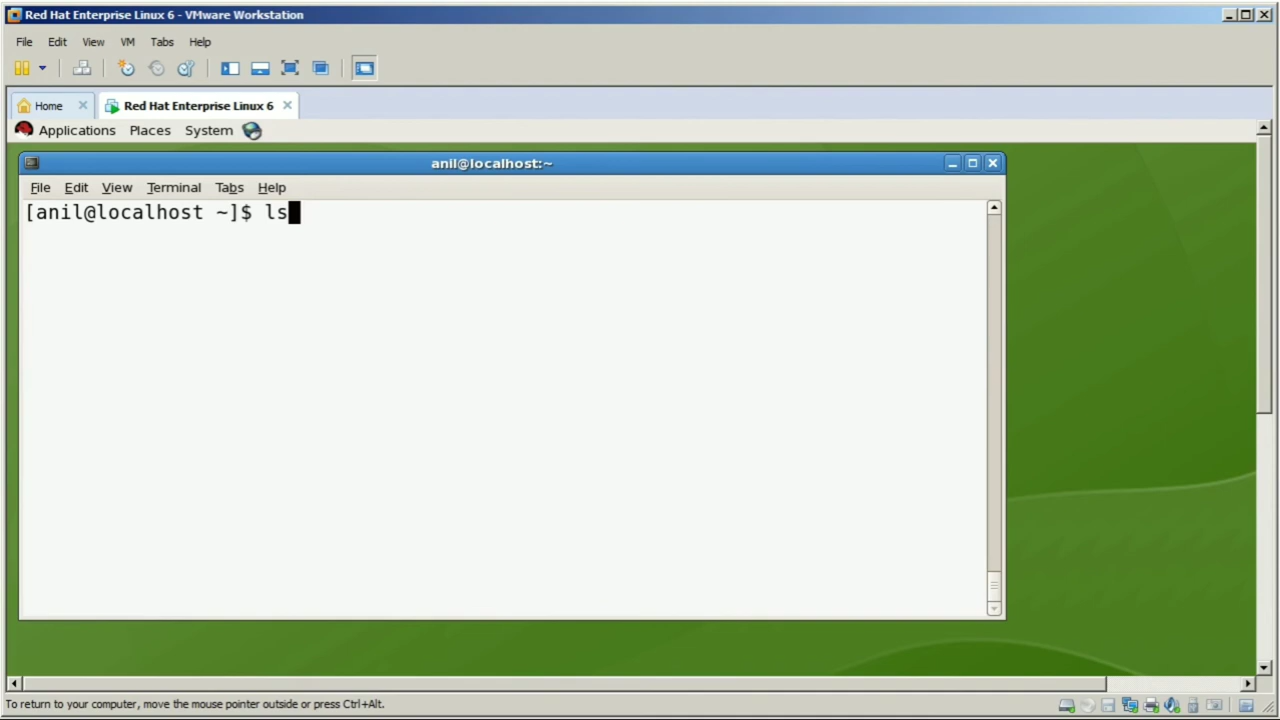 Red Hat Enterprise Linux 6 - VMware Workstation
File Edit View VM Tabs Help
Home Red Hat Enterprise Linux 6
Applications Places System
anil@localhost:~
File Edit View Terminal Tabs Help
[anil@localhost ~]$ ls
To return to your computer, move the mouse pointer outside or press Ctrl+Alt.